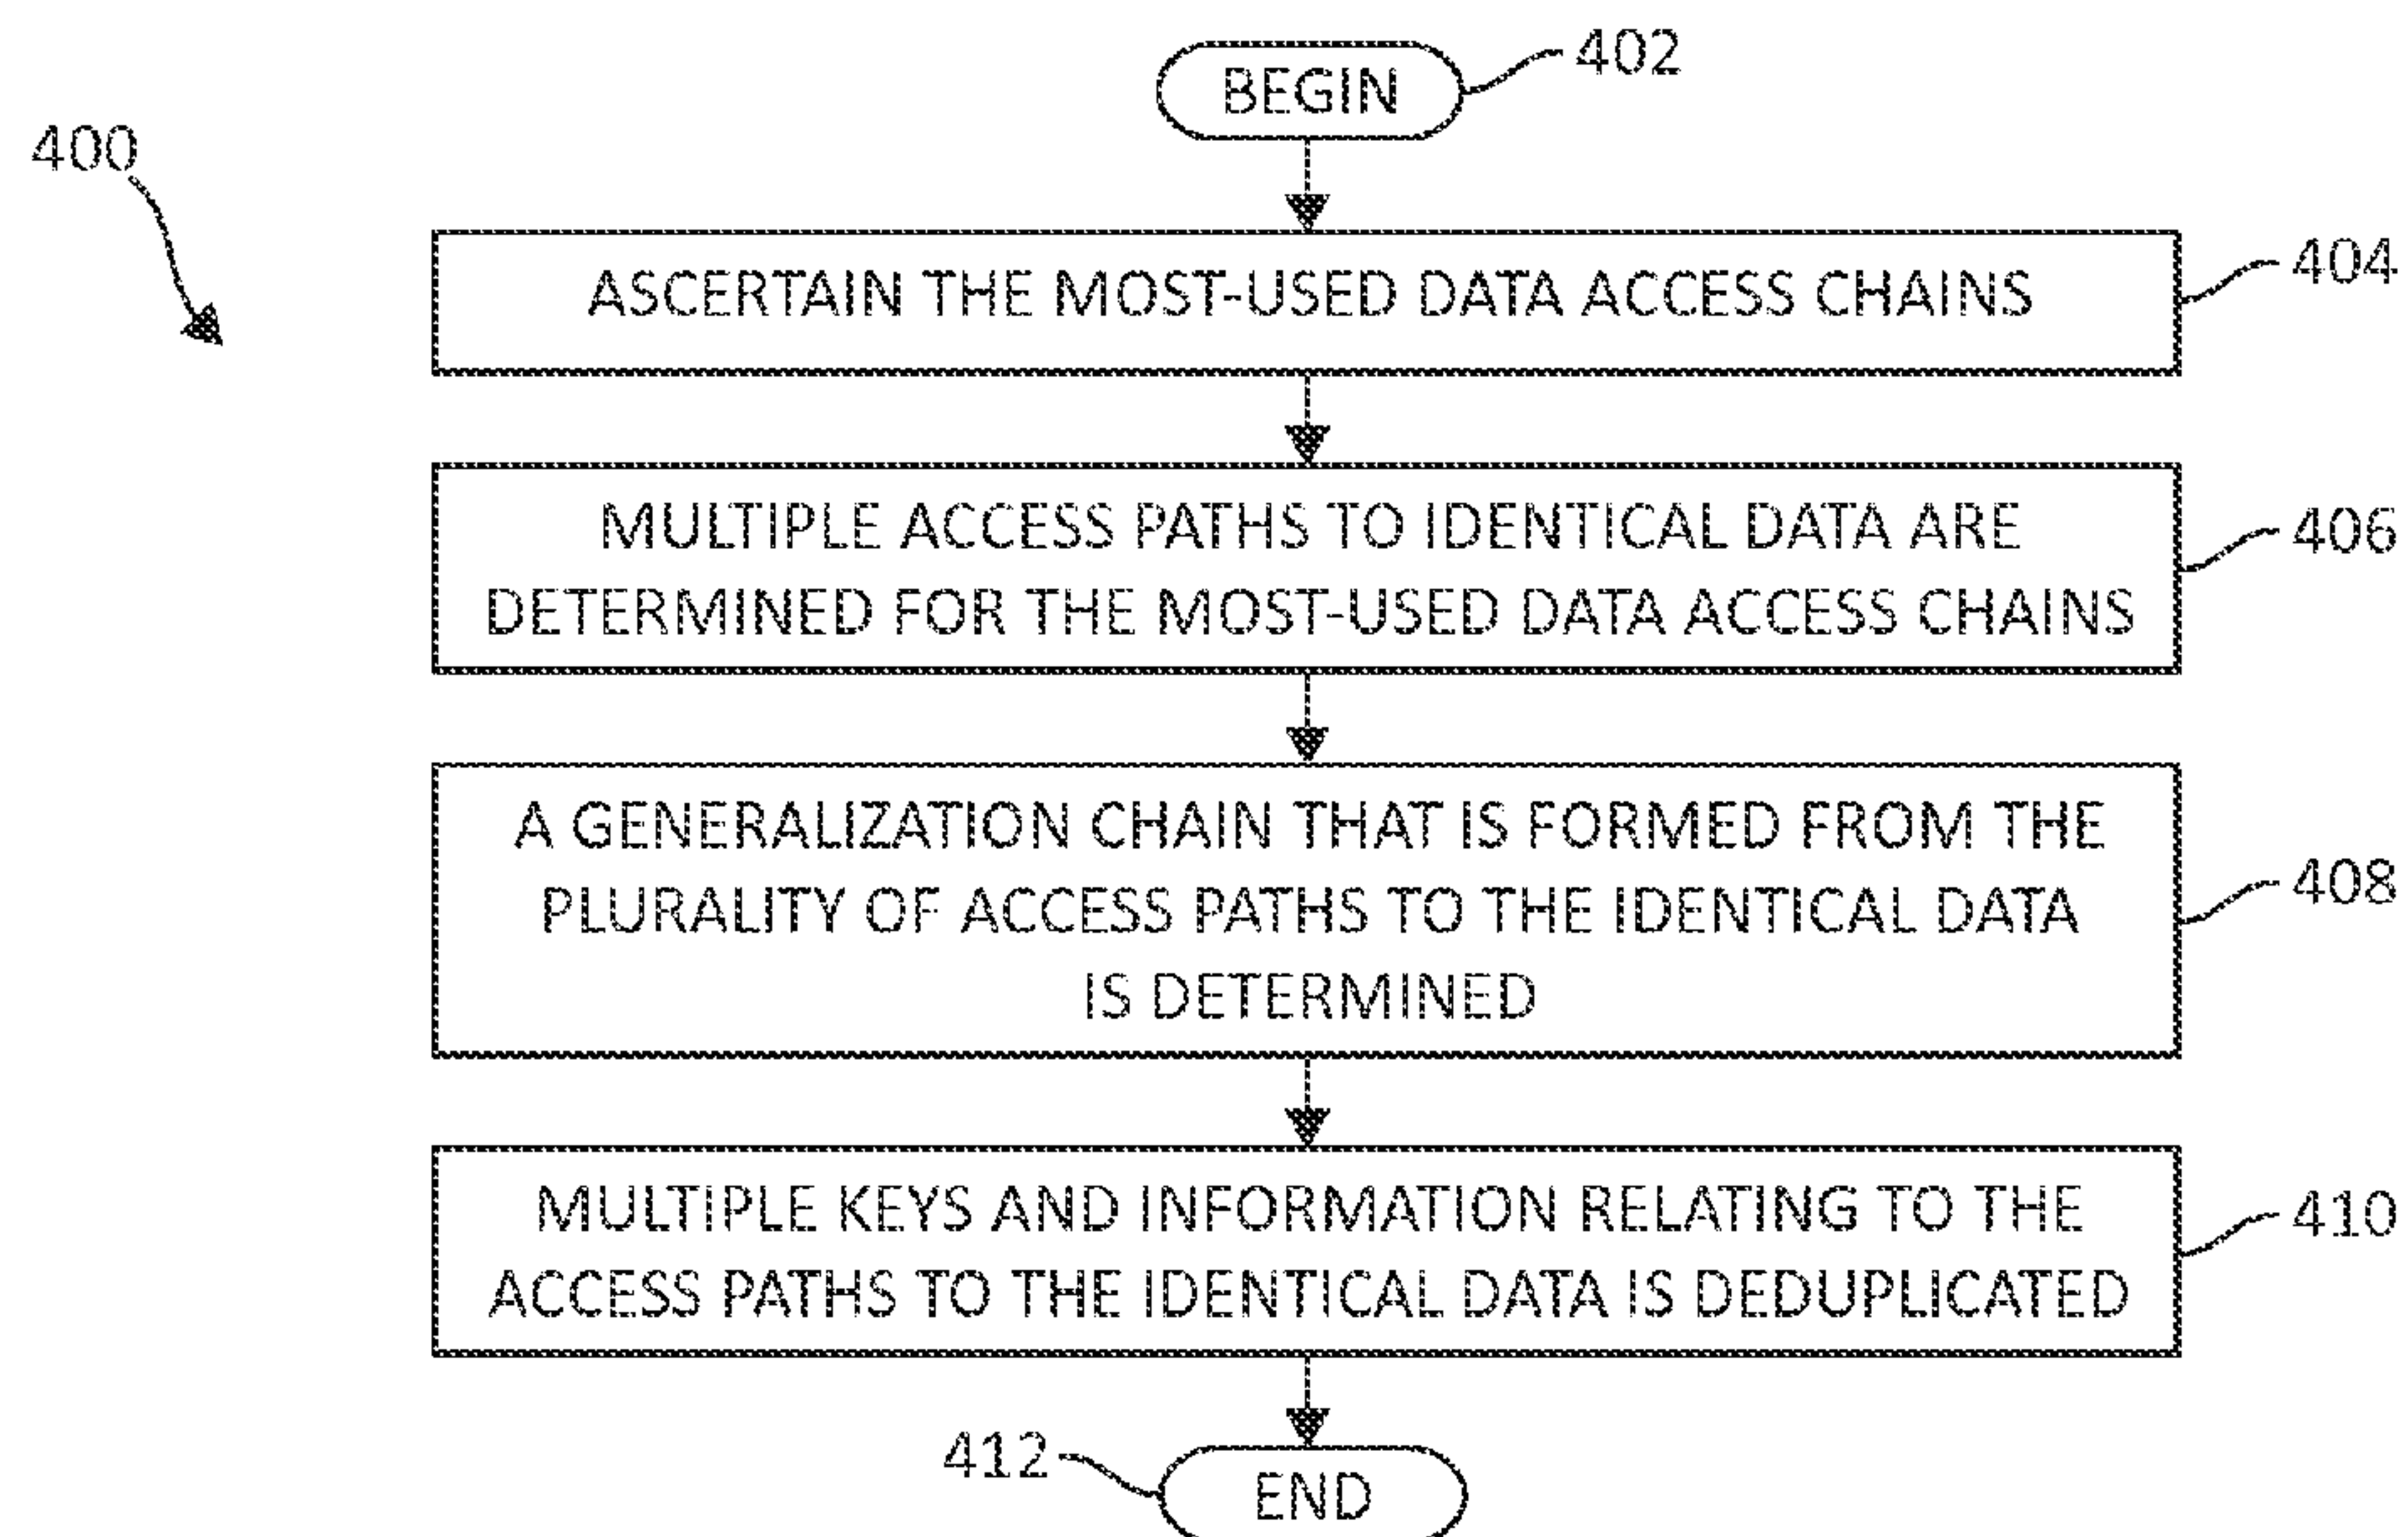 BEGIN
402
400
ASCERTAIN THE MOST-USED DATA ACCESS CHAINS
404
MULTIPLE ACCESS PATHS TO IDENTICAL DATA ARE
DETERMINED FOR THE MOST-USED DATA ACCESS CHAINS
406
A GENERALIZATION CHAIN THAT IS FORMED FROM THE
PLURALITY OF ACCESS PATHS TO THE IDENTICAL DATA
IS DETERMINED
408
MULTIPLE KEYS AND INFORMATION RELATING TO THE
ACCESS PATHS TO THE IDENTICAL DATA IS DEDUPLICATED
410
412
END